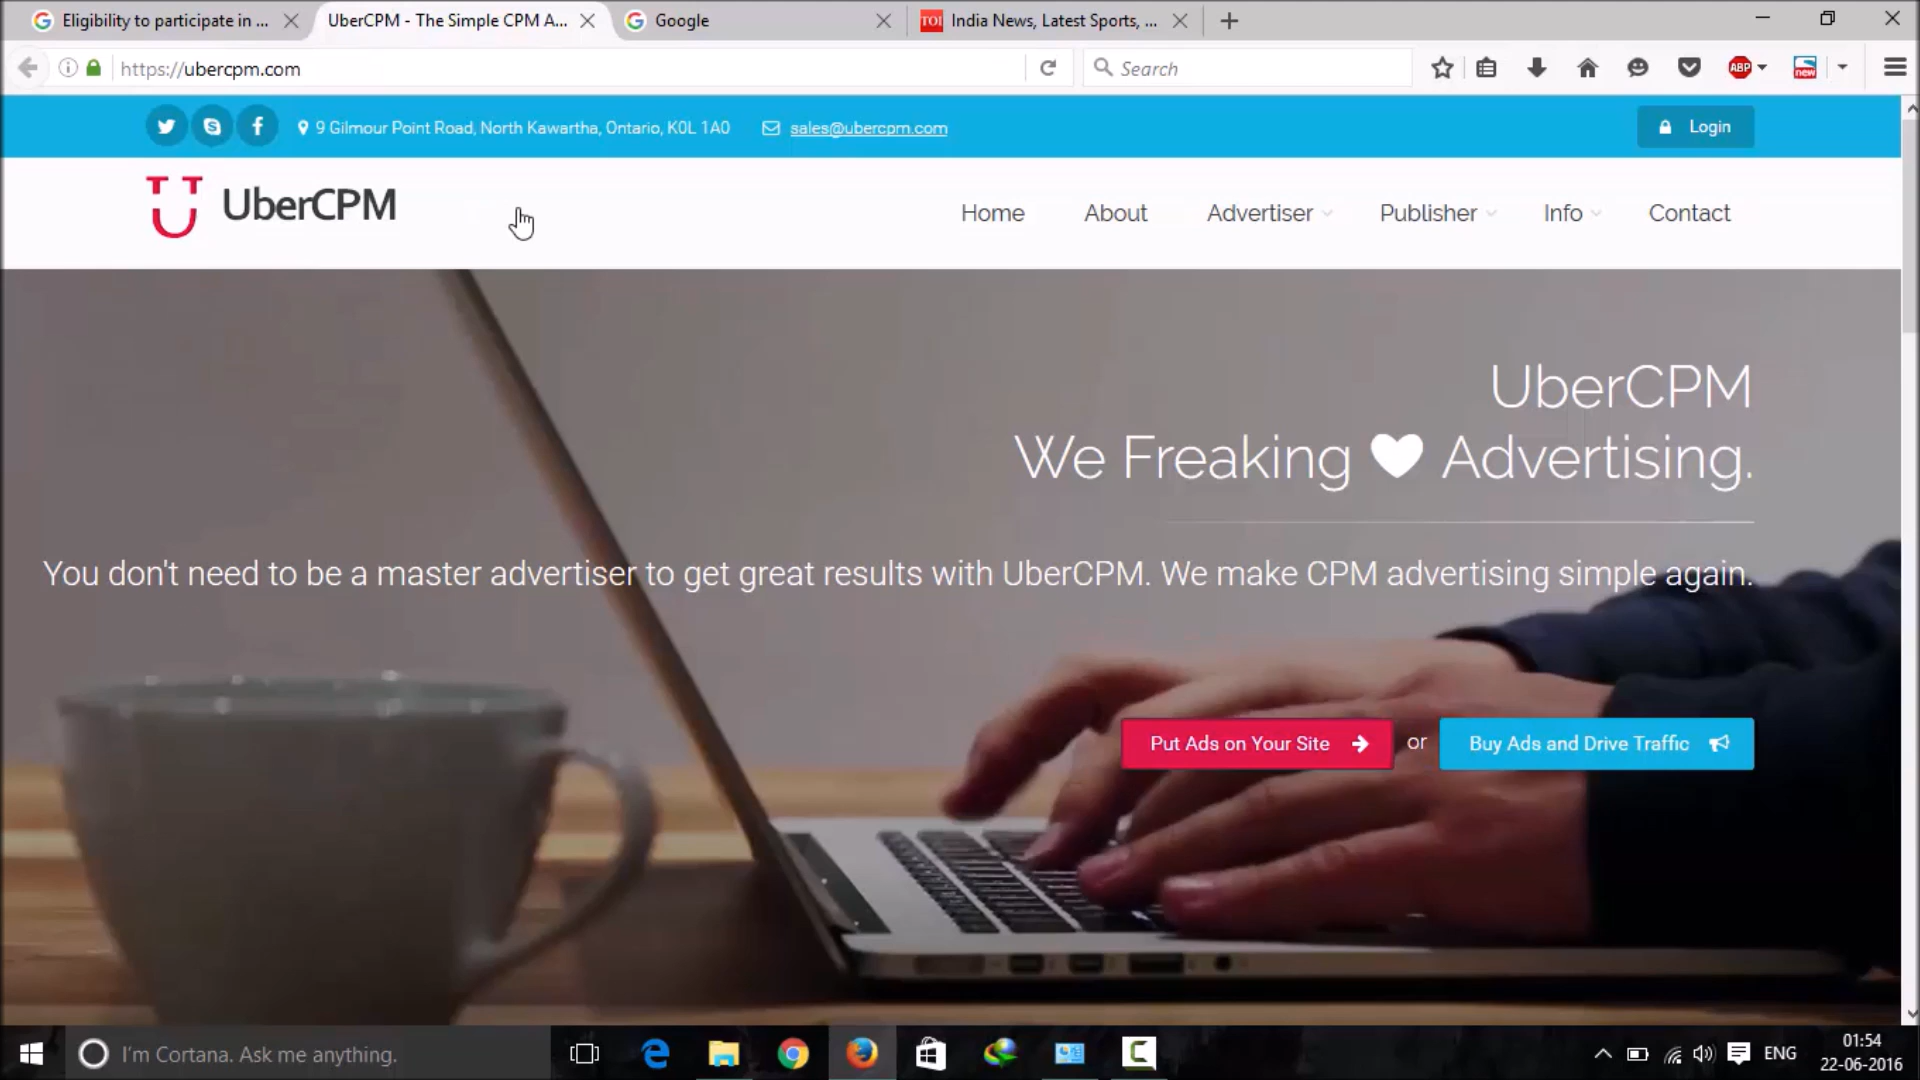 Eligibility to participate in ...
UberCPM - The Simple CPM A...
Google
TOI
India News, Latest Sports, ...
https://ubercpm.com
Search
ABP
new
9 Gilmour Point Road, North Kawartha, Ontario, K0L 1A0
sales@ubercpm.com
Login
UberCPM
Home
About
Advertiser
Publisher
Info
Contact
UberCPM
We Freaking ♥ Advertising.
You don't need to be a master advertiser to get great results with UberCPM. We make CPM advertising simple again.
Put Ads on Your Site
or
Buy Ads and Drive Traffic
I'm Cortana. Ask me anything.
ENG
01:54
22-06-2016